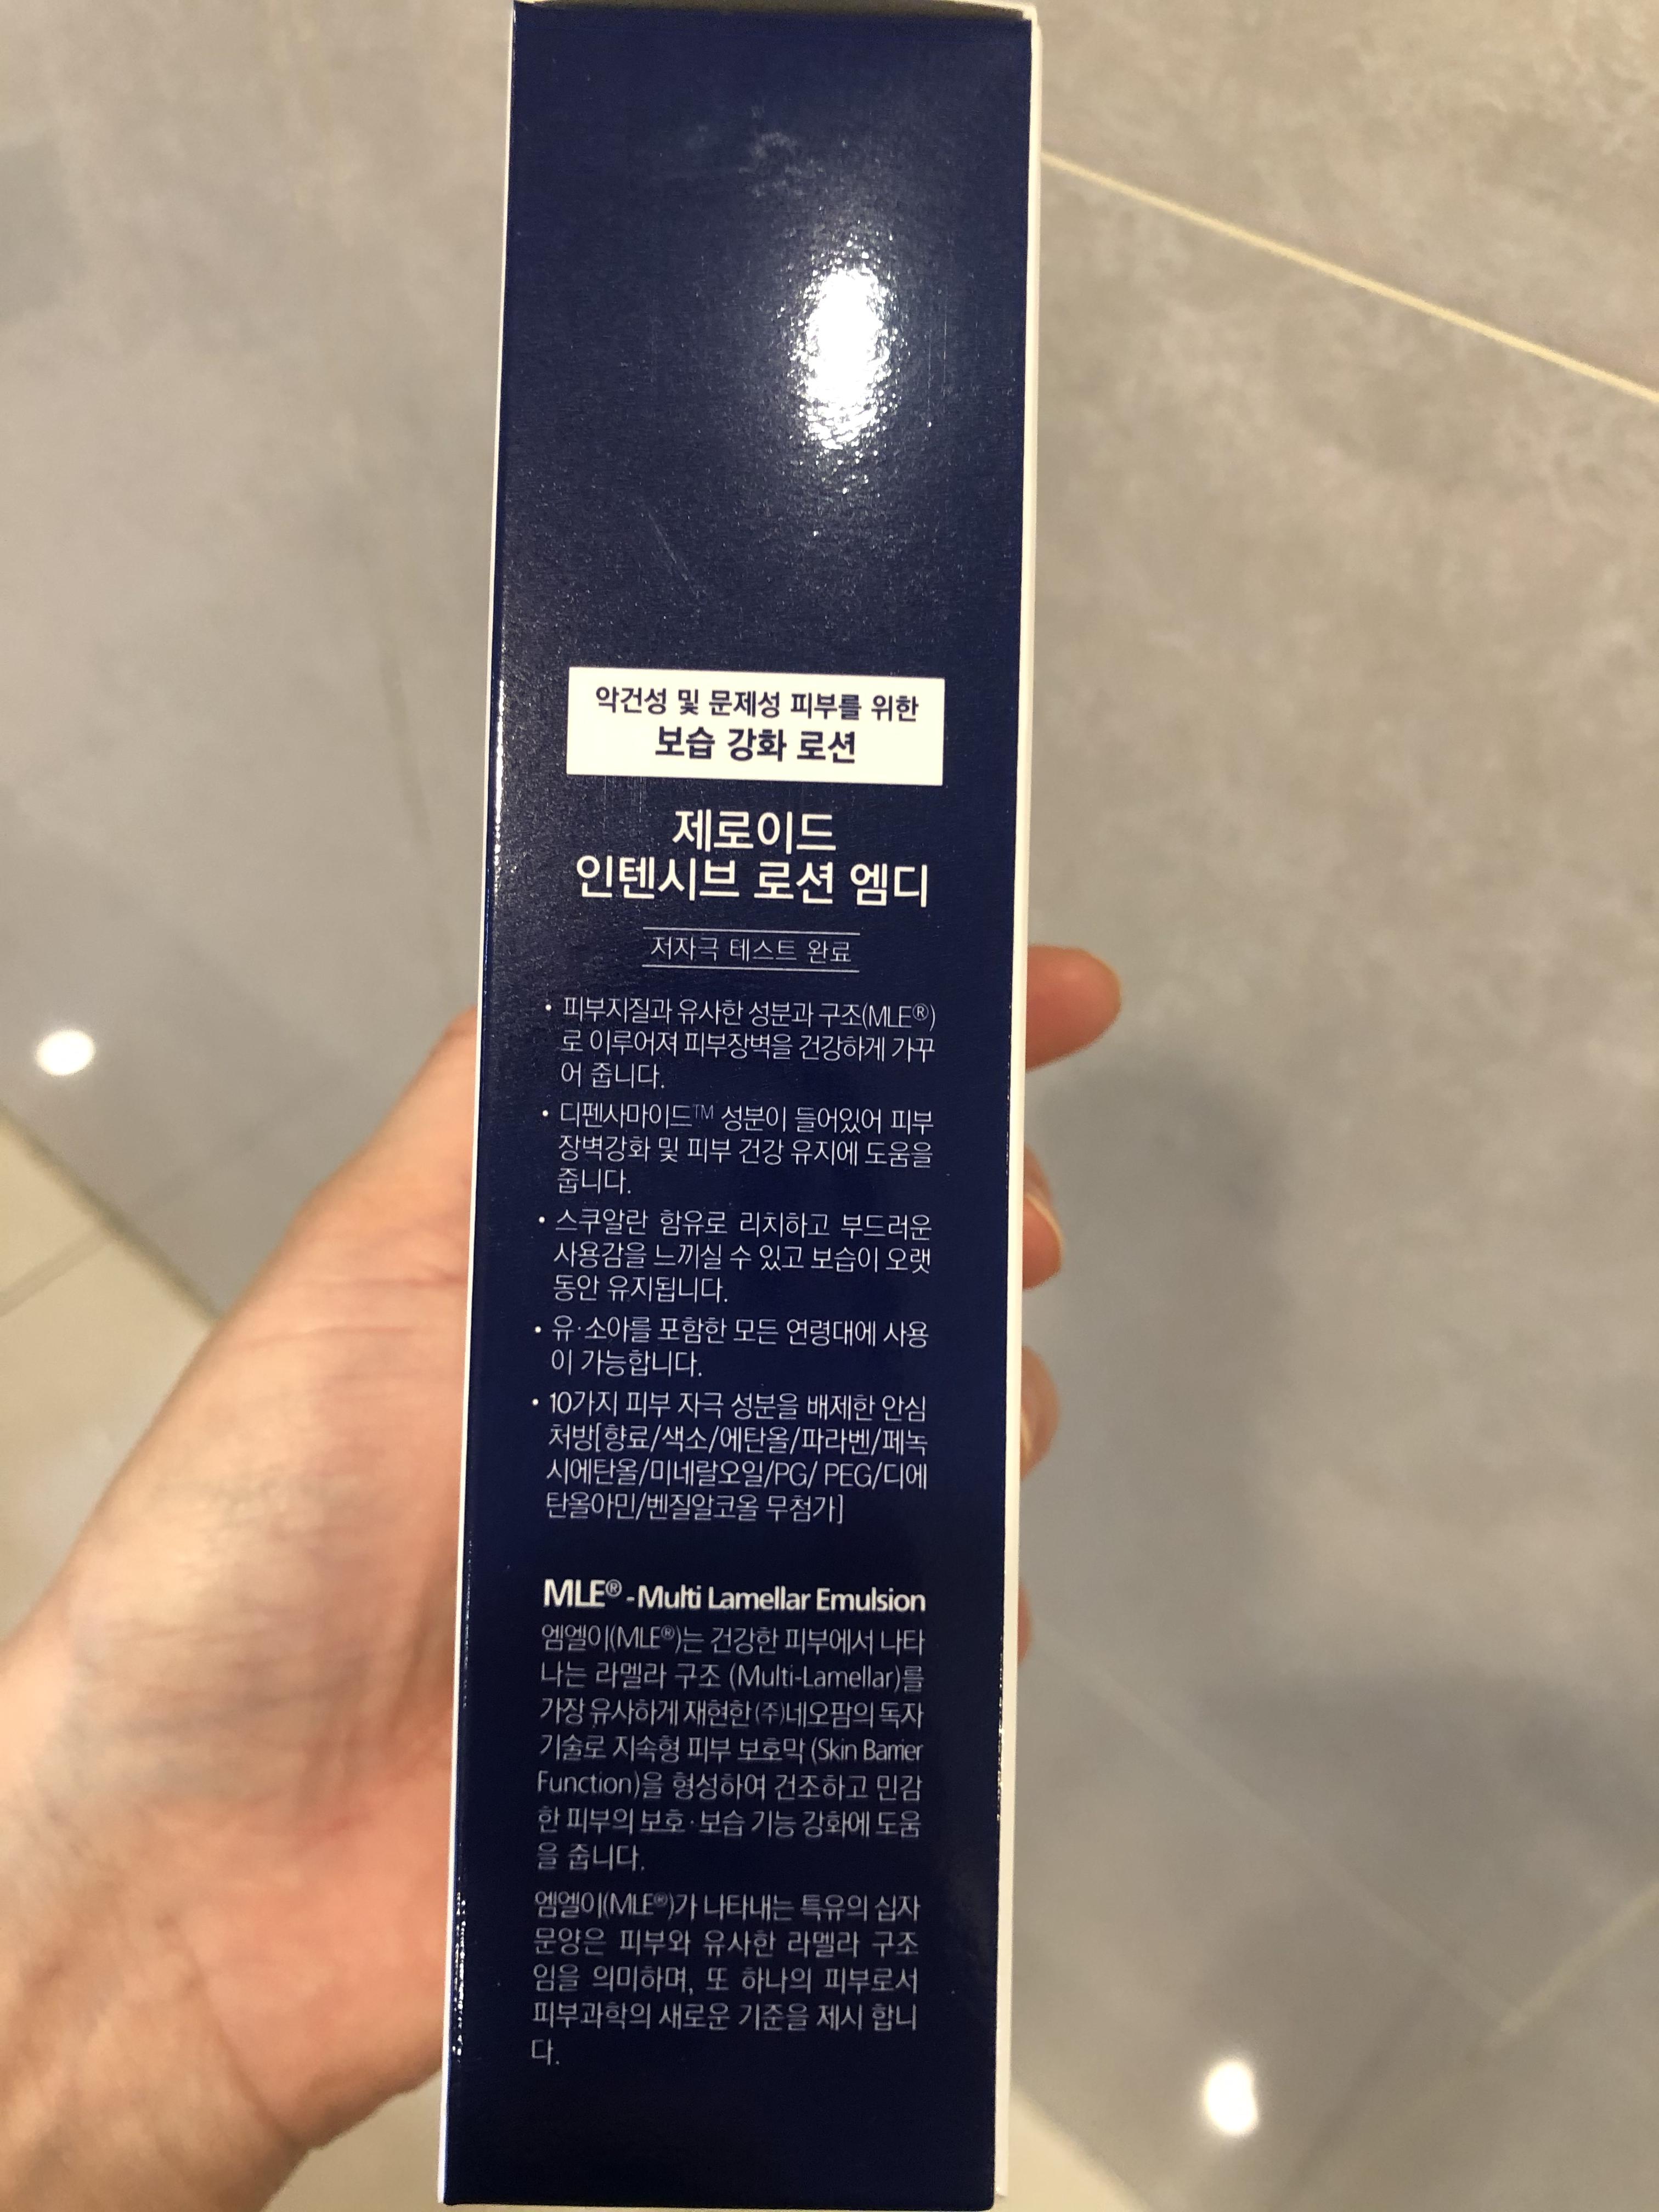 악건성 및 문제성 피부를 위한
보습 강화 로션
제로이드
인텐시브 로션 엠디
저자극 테스트 완료
• 피부지질과 유사한 성분과 구조(MLE®)
로 이루어져 피부장벽을 건강하게 가꾸
어 줍니다.
• 디펜사마이드™ 성분이 들어있어 피부
장벽강화 및 피부 건강 유지에 도움을
줍니다.
• 스쿠알란 함유로 리치하고 부드러운
사용감을 느끼실 수 있고 보습이 오랫
동안 유지됩니다.
• 유·소아를 포함한 모든 연령대에 사용
이 가능합니다.
• 10가지 피부 자극 성분을 배제한 안심
처방[향료/색소/에탄올/파라벤/페녹
시에탄올/미네랄오일/PG/ PEG/디에
탄올아민/벤질알코올 무첨가]
MLE® - Multi Lamellar Emulsion
엠엘이(MLE®)는 건강한 피부에서 나타
나는 라멜라 구조 (Multi-Lamellar)를
가장 유사하게 재현한 (주)네오팜의 독자
기술로 지속형 피부 보호막 (Skin Barrier
Function)을 형성하여 건조하고 민감
한 피부의 보호·보습 기능 강화에 도움
을 줍니다.
엠엘이(MLE®)가 나타내는 특유의 십자
문양은 피부와 유사한 라멜라 구조
임을 의미하며, 또 하나의 피부로서
피부과학의 새로운 기준을 제시 합니
다.